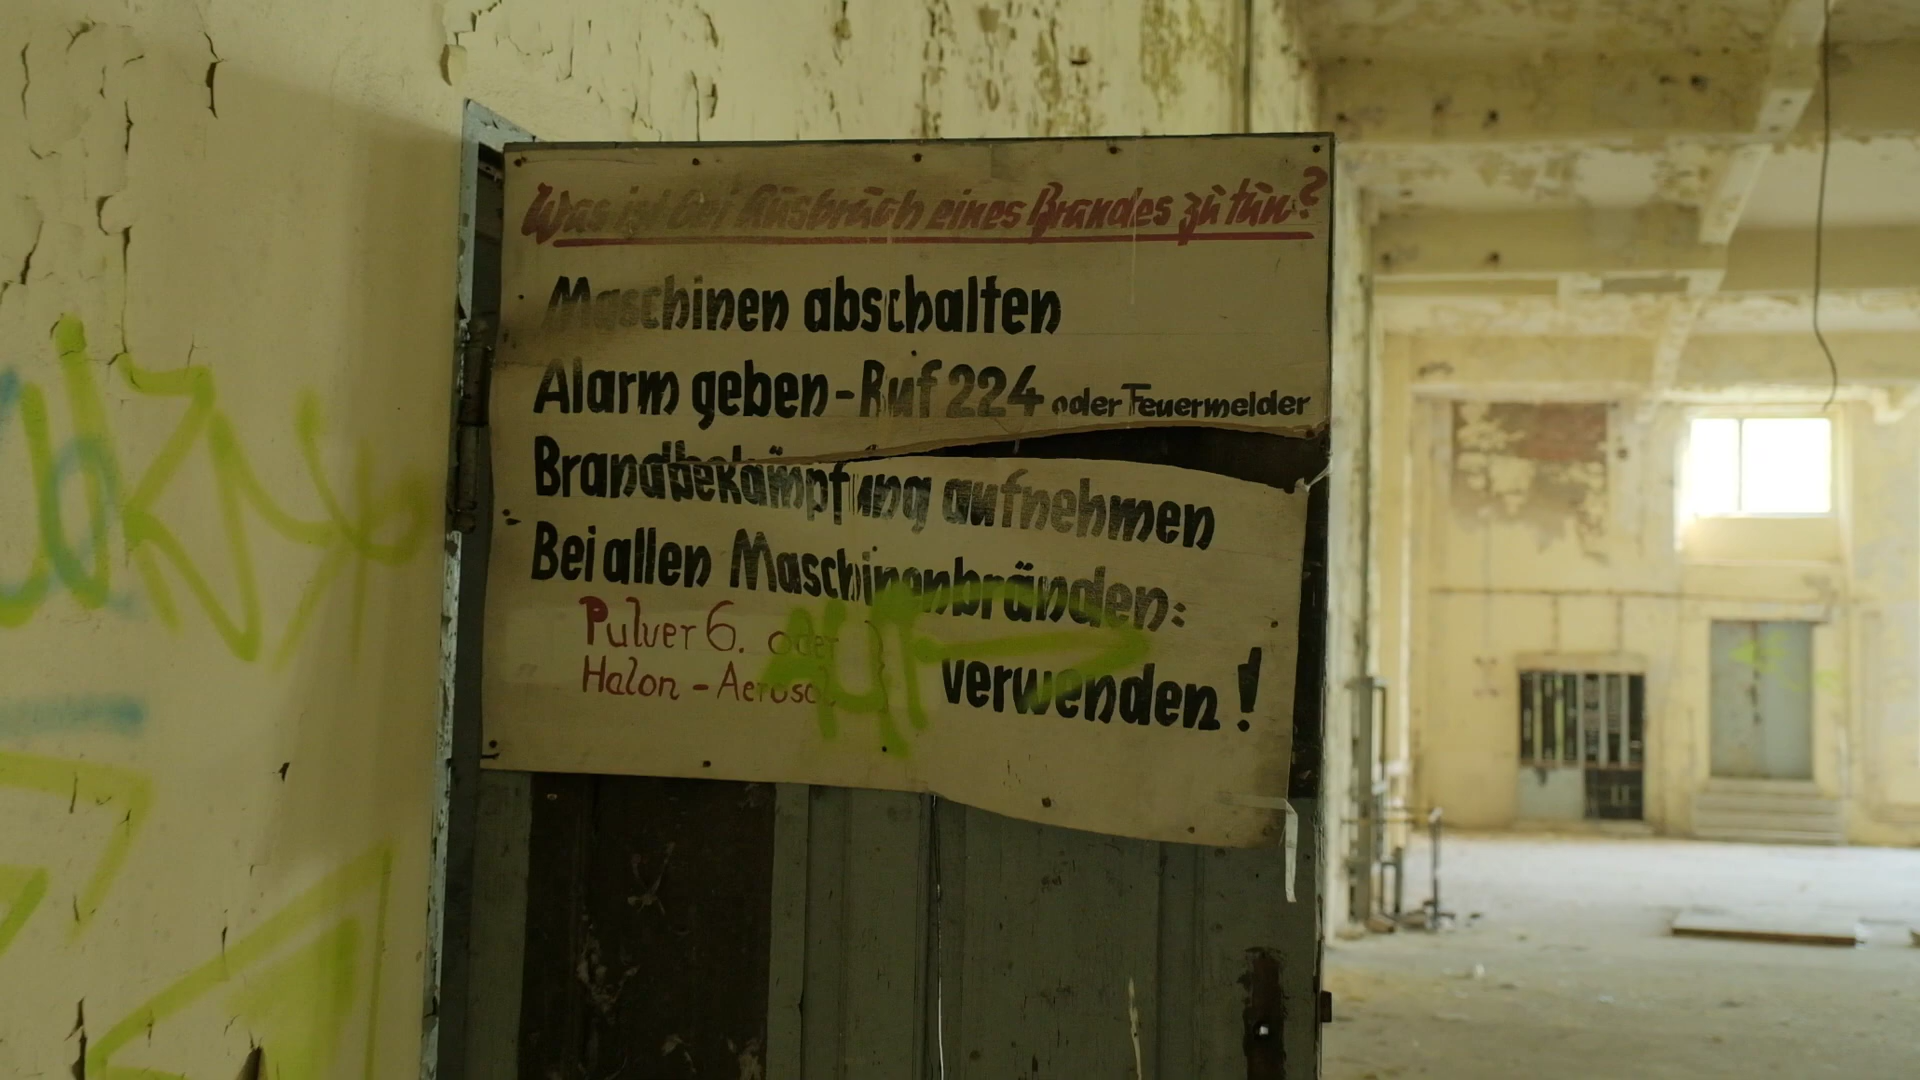 Was ist bei Ausbruch eines Brandes zu tun?
Maschinen abschalten
Alarm geben - Ruf 224 oder Feuermelder
Brandbekämpfung aufnehmen
Bei allen Maschinenbränden:
Pulver 6. oder
Halon - Aerosol
verwenden!